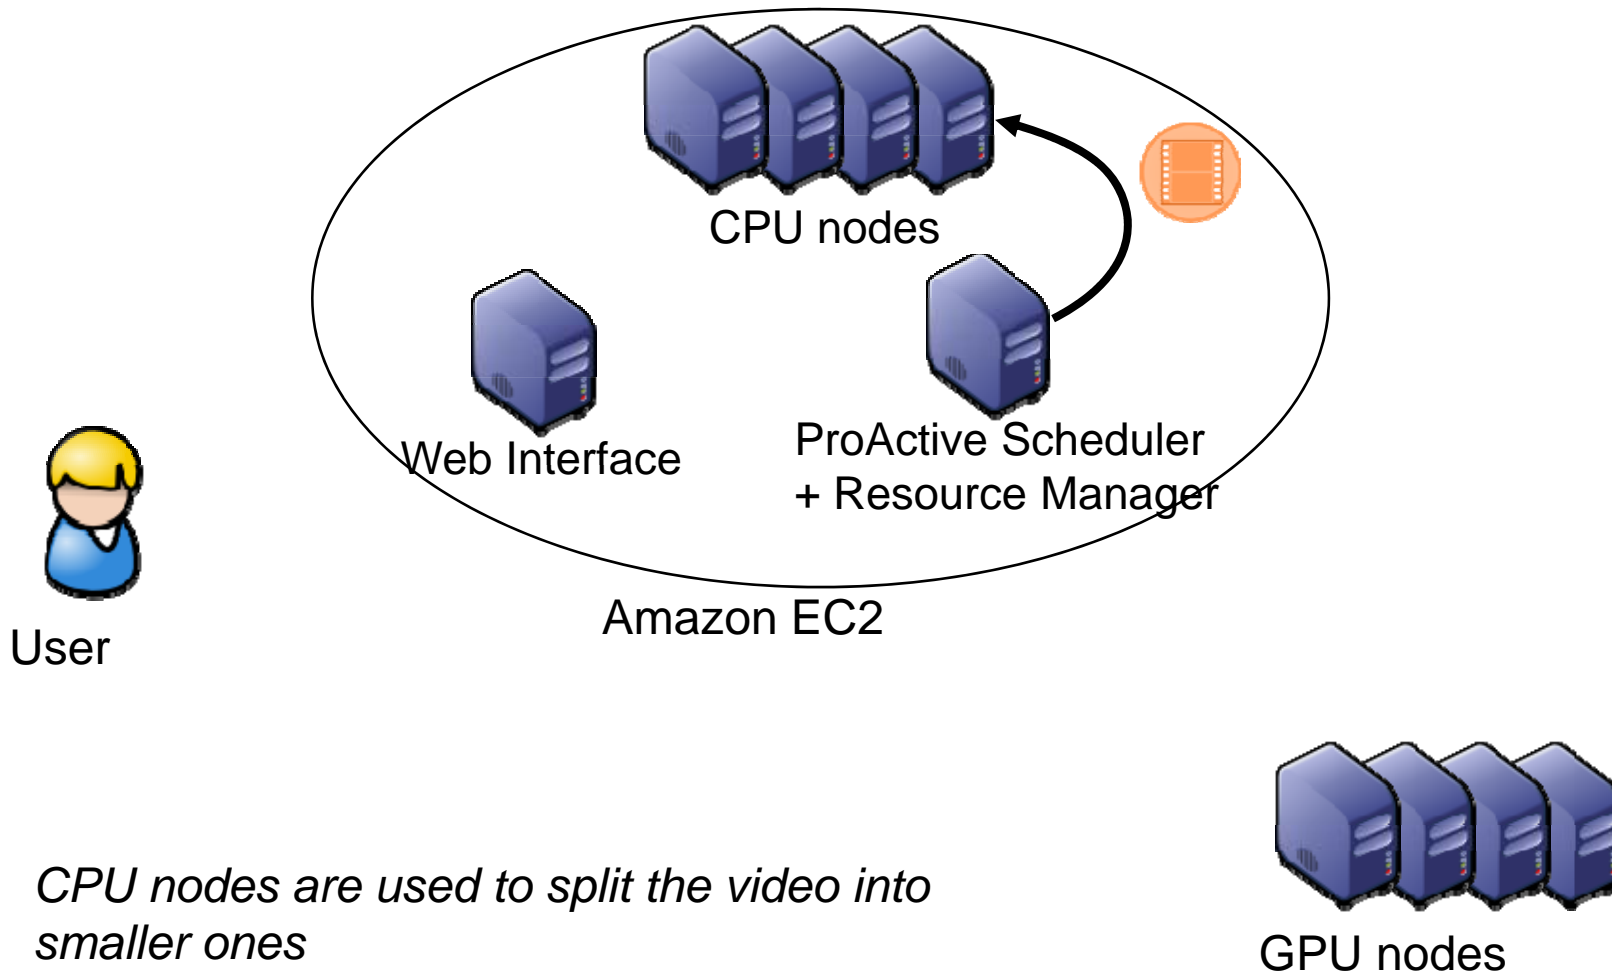 CPU nodes
Web Interface
ProActive Scheduler
+ Resource Manager
Amazon EC2
User
CPU nodes are used to split the video into
smaller ones
GPU nodes